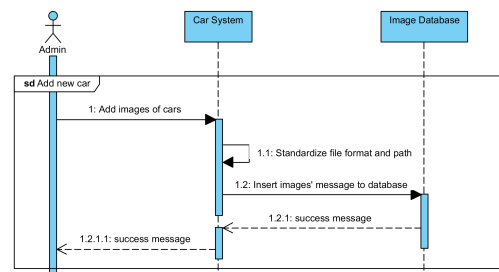 Car System
Image Database
Admin
sd Add new car
1: Add images of cars
1.1: Standardize file format and path
1.2: Insert images' message to database
1.2.1: success message
1.2.1.1: success message